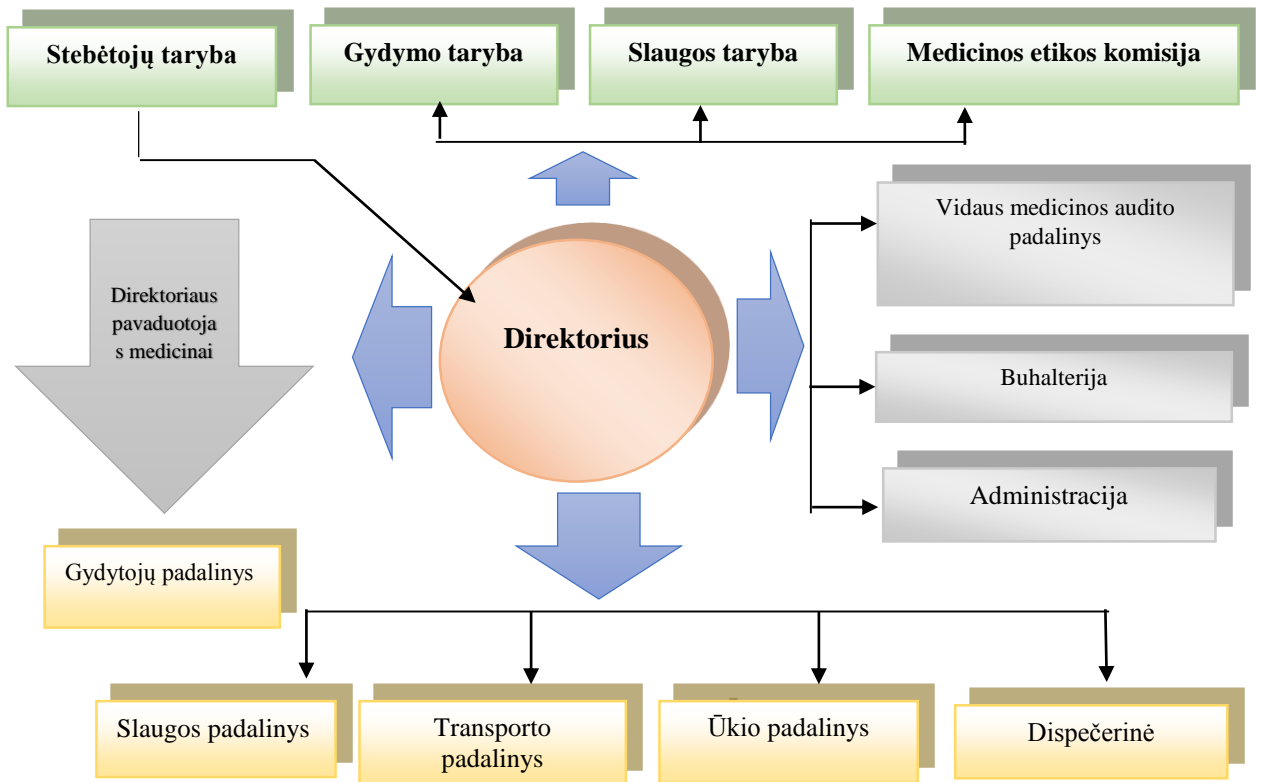 Stebėtojų taryba
Gydymo taryba
Slaugos taryba
Medicinos etikos komisija
Vidaus medicinos audito
padalinys
Direktoriaus
pavaduotoja
s medicinai
Direktorius
Buhalterija
Administracija
Gydytojų padalinys
Slaugos padalinys
Transporto
padalinys
Ūkio padalinys
Dispečerinė